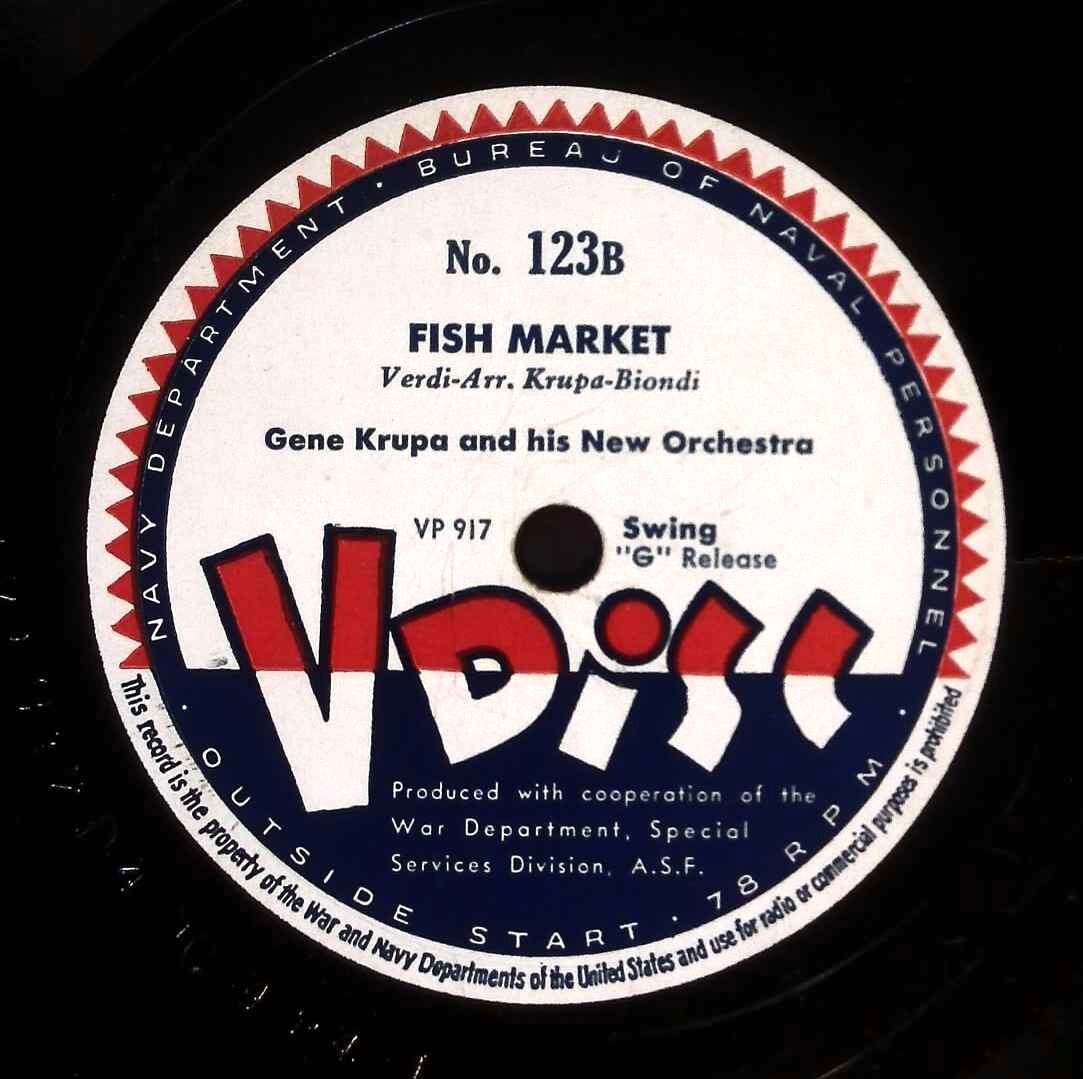 NAVY DEPARTMENT · BUREAU OF NAVAL PERSONNEL
No. 123B
FISH MARKET
Verdi-Arr. Krupa-Biondi
Gene Krupa and his New Orchestra
VP 917
Swing
"G" Release
V DiSC
Produced with cooperation of the
War Department, Special
Services Division, A.S.F.
· OUTSIDE START · 78 RPM ·
This record is the property of the War and Navy Departments of the United States and use for radio or commercial purposes is prohibited